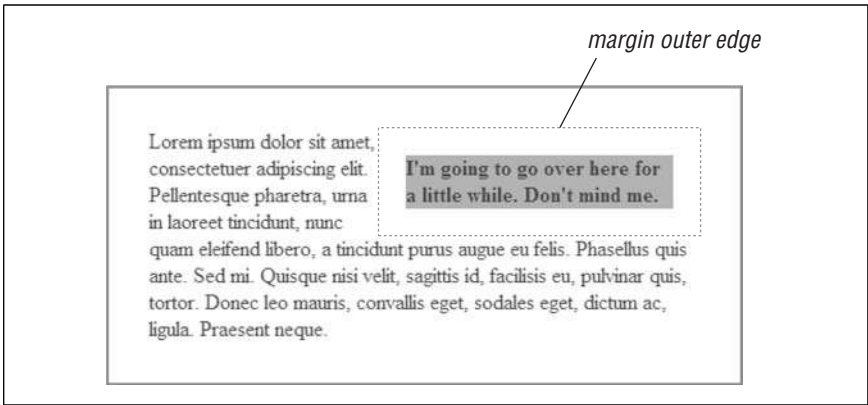 margin outer edge
Lorem ipsum dolor sit amet,
consectetuer adipiscing elit.
Pellentesque pharetra, urna
in laoreet tincidunt, nunc
I'm going to go over here for
a little while. Don't mind me.
quam eleifend libero, a tincidunt purus augue eu felis. Phasellus quis
ante. Sed mi. Quisque nisi velit, sagittis id, facilisis eu, pulvinar quis,
tortor. Donec leo mauris, convallis eget, sodales eget, dictum ac,
ligula. Praesent neque.